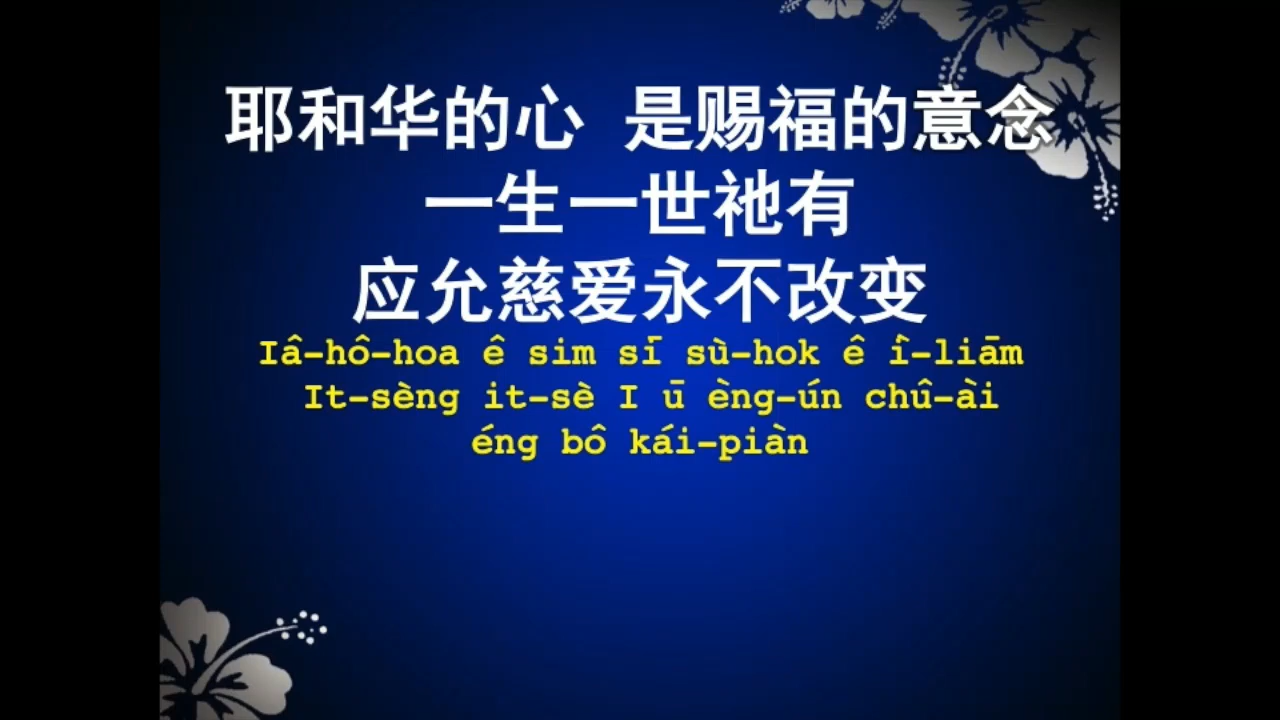 耶和华的心 是赐福的意念
一生一世祂有
应允慈爱永不改变
Iâ-hô-hoa ê sim sī sù-hok ê ì-liām
It-sèng it-sè I ū èng-ún chû-ài
éng bô kái-piàn